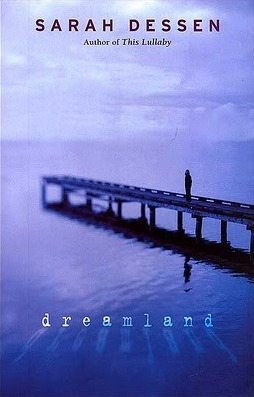 SARAH DESSEN
Author of This Lullaby
dreamland